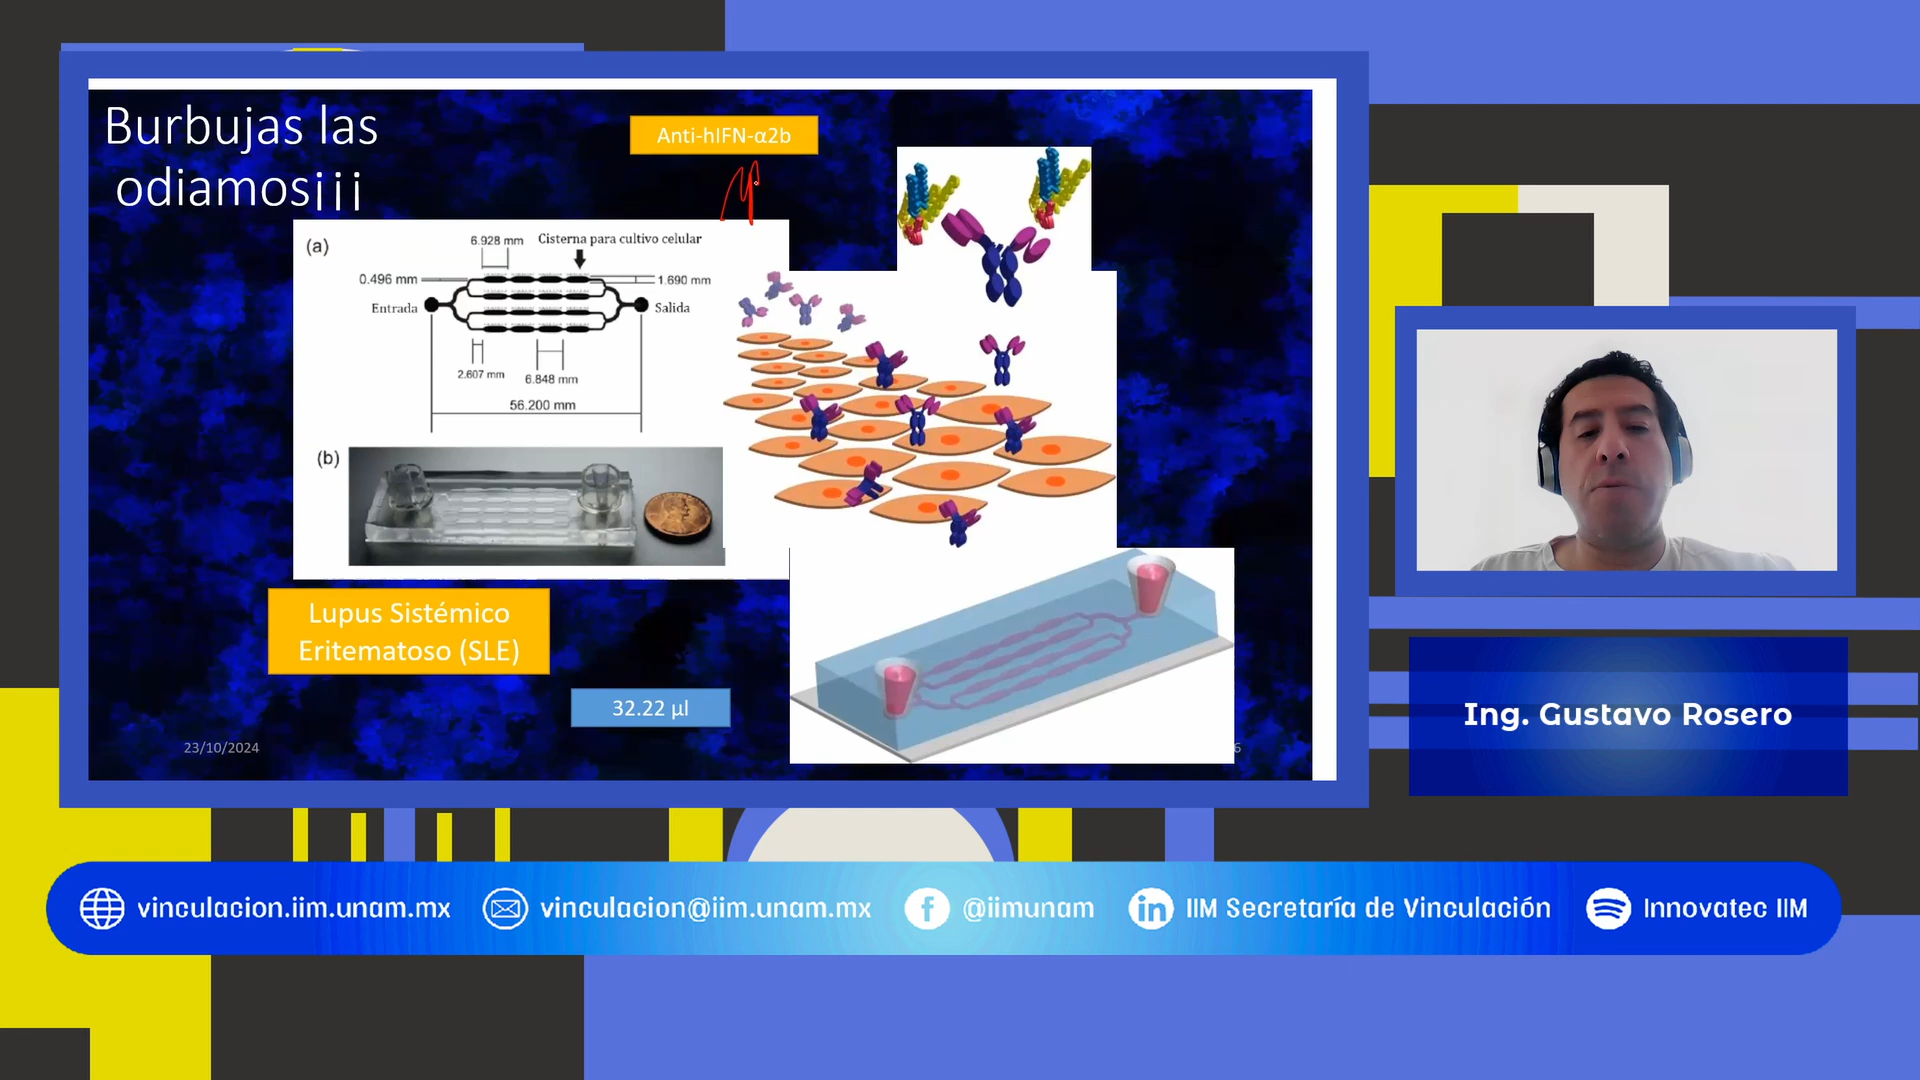 Burbujas las
odiamos¡¡¡
Anti-hIFN-α2b
(a)
6.928 mm
Cisterna para cultivo celular
0.496 mm
1.690 mm
Entrada
Salida
2.607 mm
6.848 mm
56.200 mm
(b)
Lupus Sistémico
Eritematoso (SLE)
32.22 µl
23/10/2024
6
Ing. Gustavo Rosero
vinculacion.iim.unam.mx
vinculacion@iim.unam.mx
@iimunam
IIM Secretaría de Vinculación
Innovatec IIM